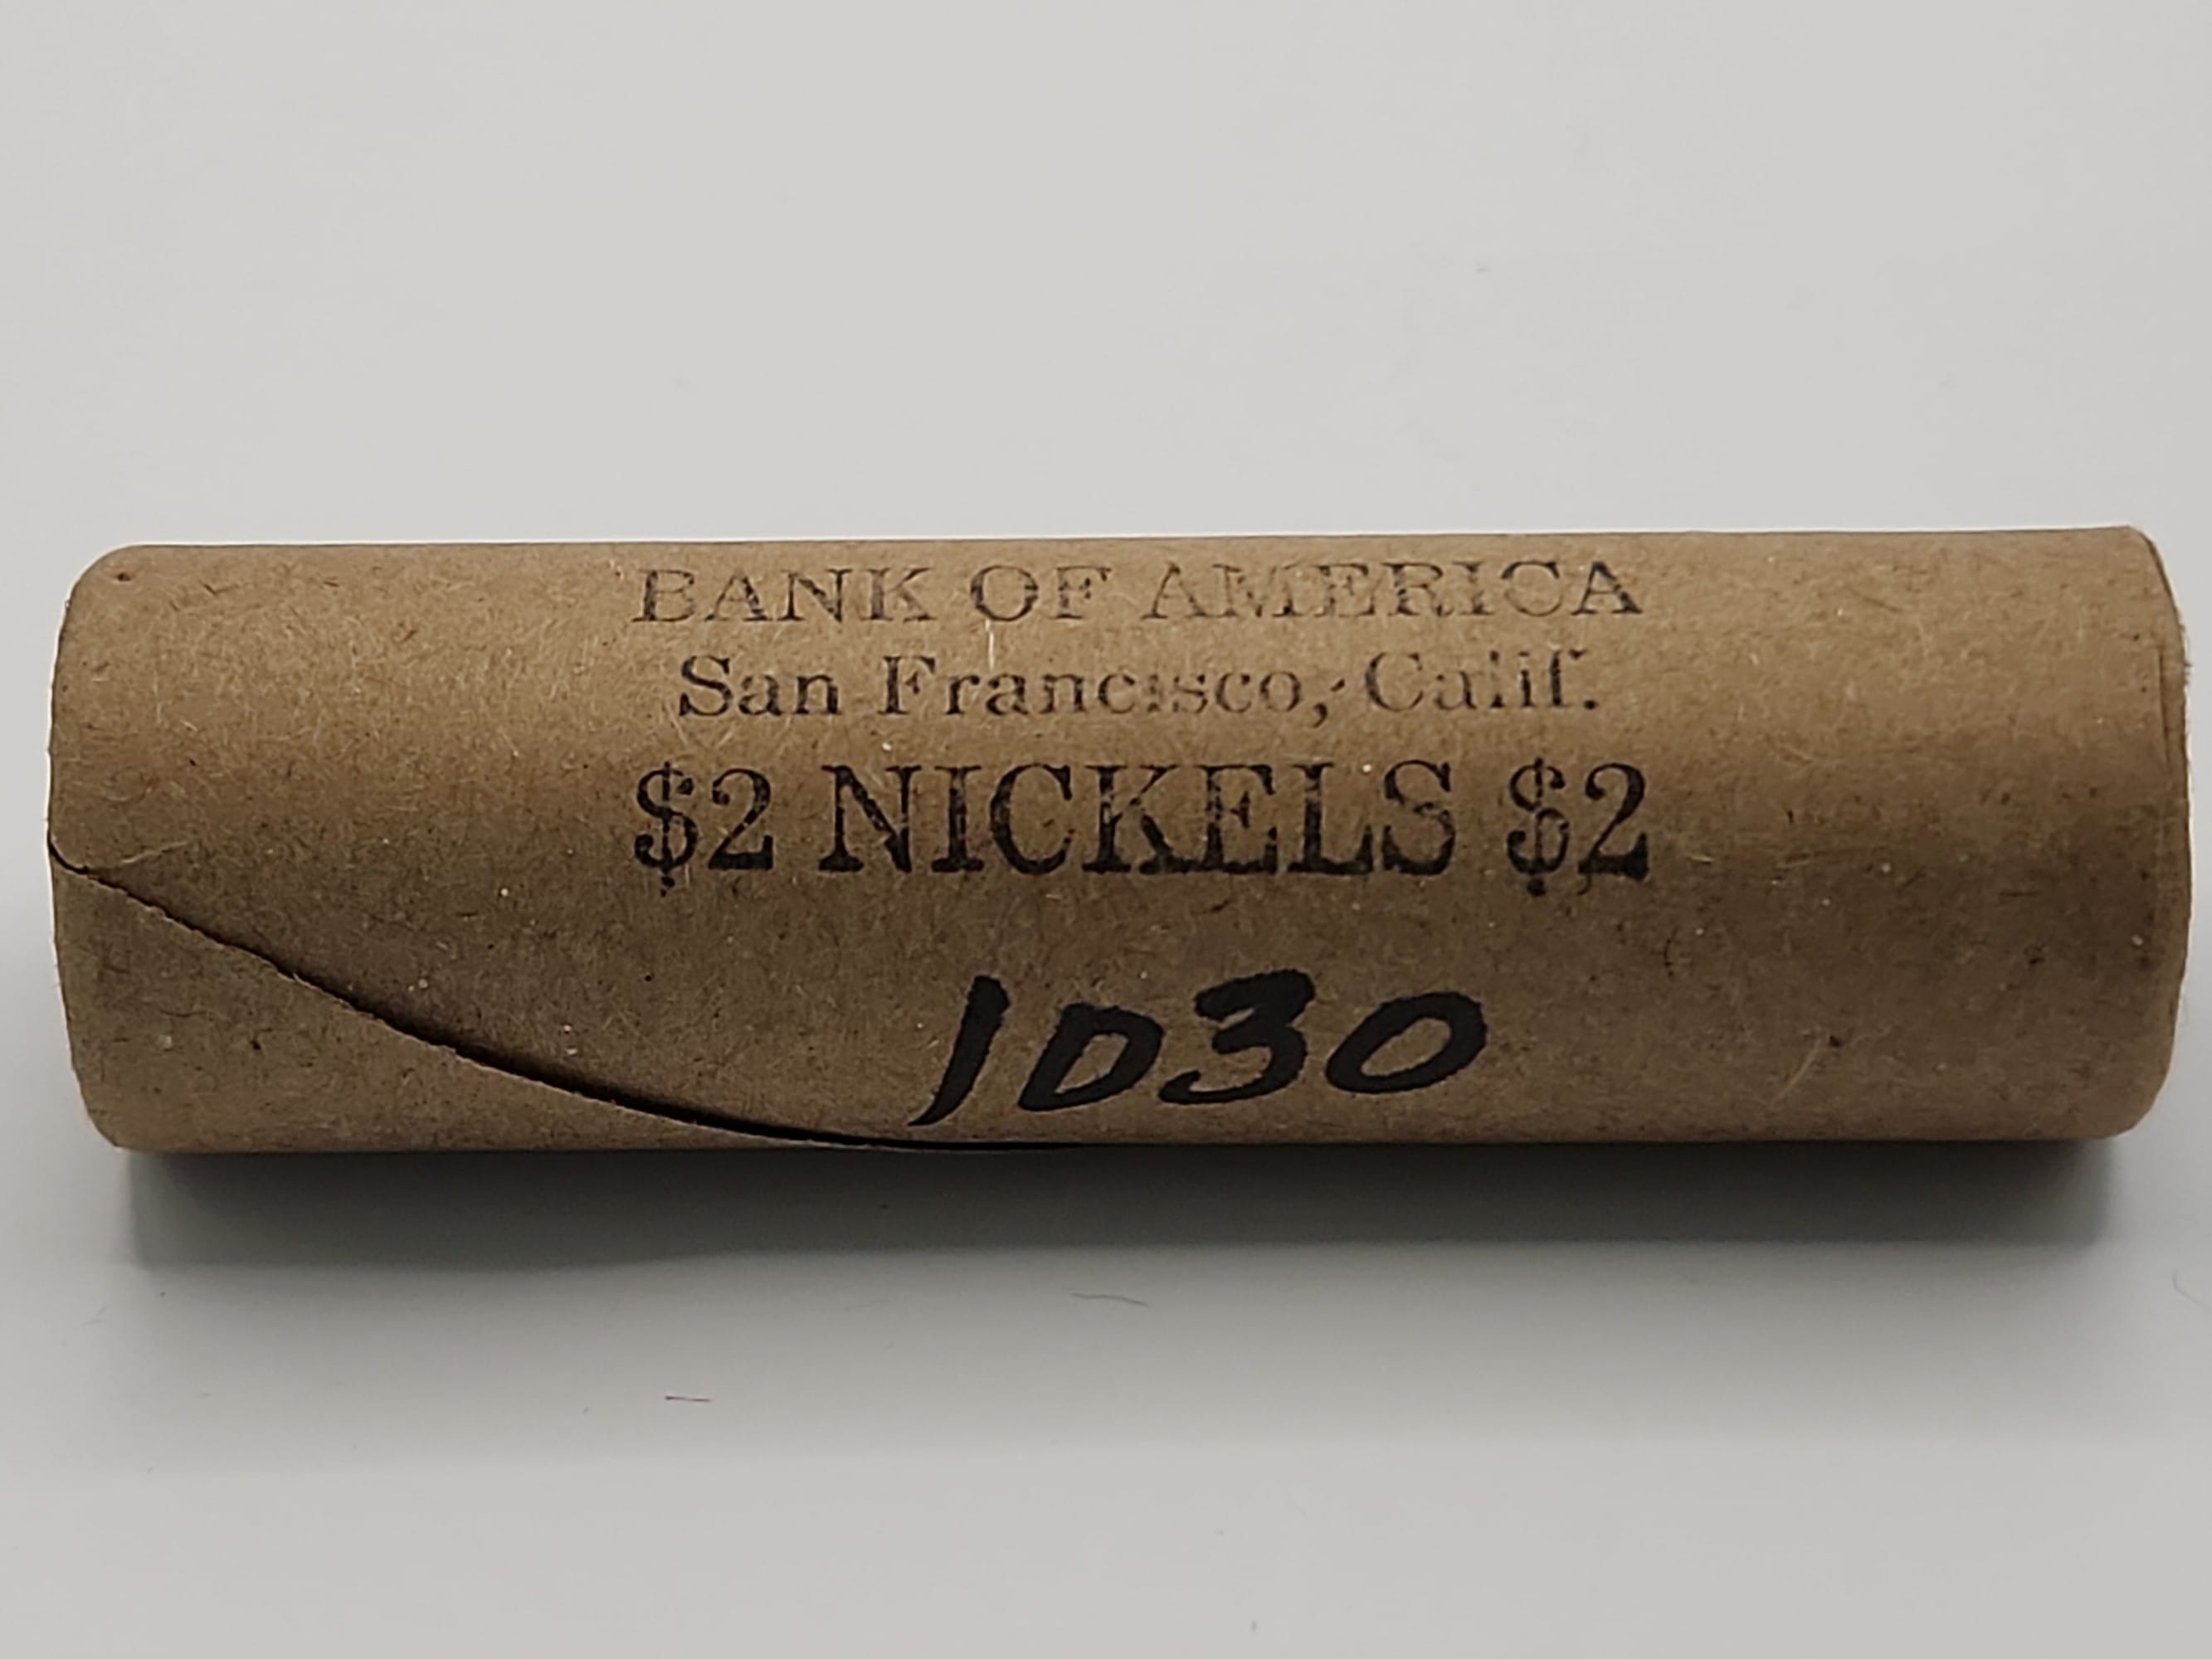 BANK OF AMERICA
San Francisco, Calif.
$2 NICKELS $2
1D30